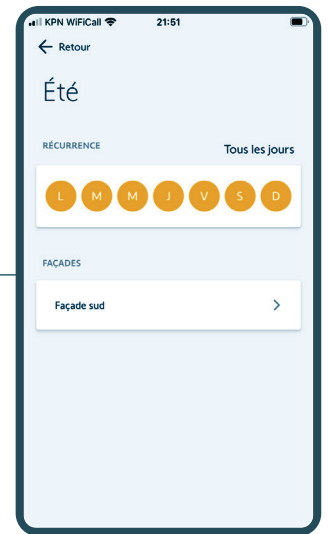 KPN WiFiCall 21:51
Retour
Été
RÉCURRENCE Tous les jours
L M M J V S D
FAÇADES
Façade sud